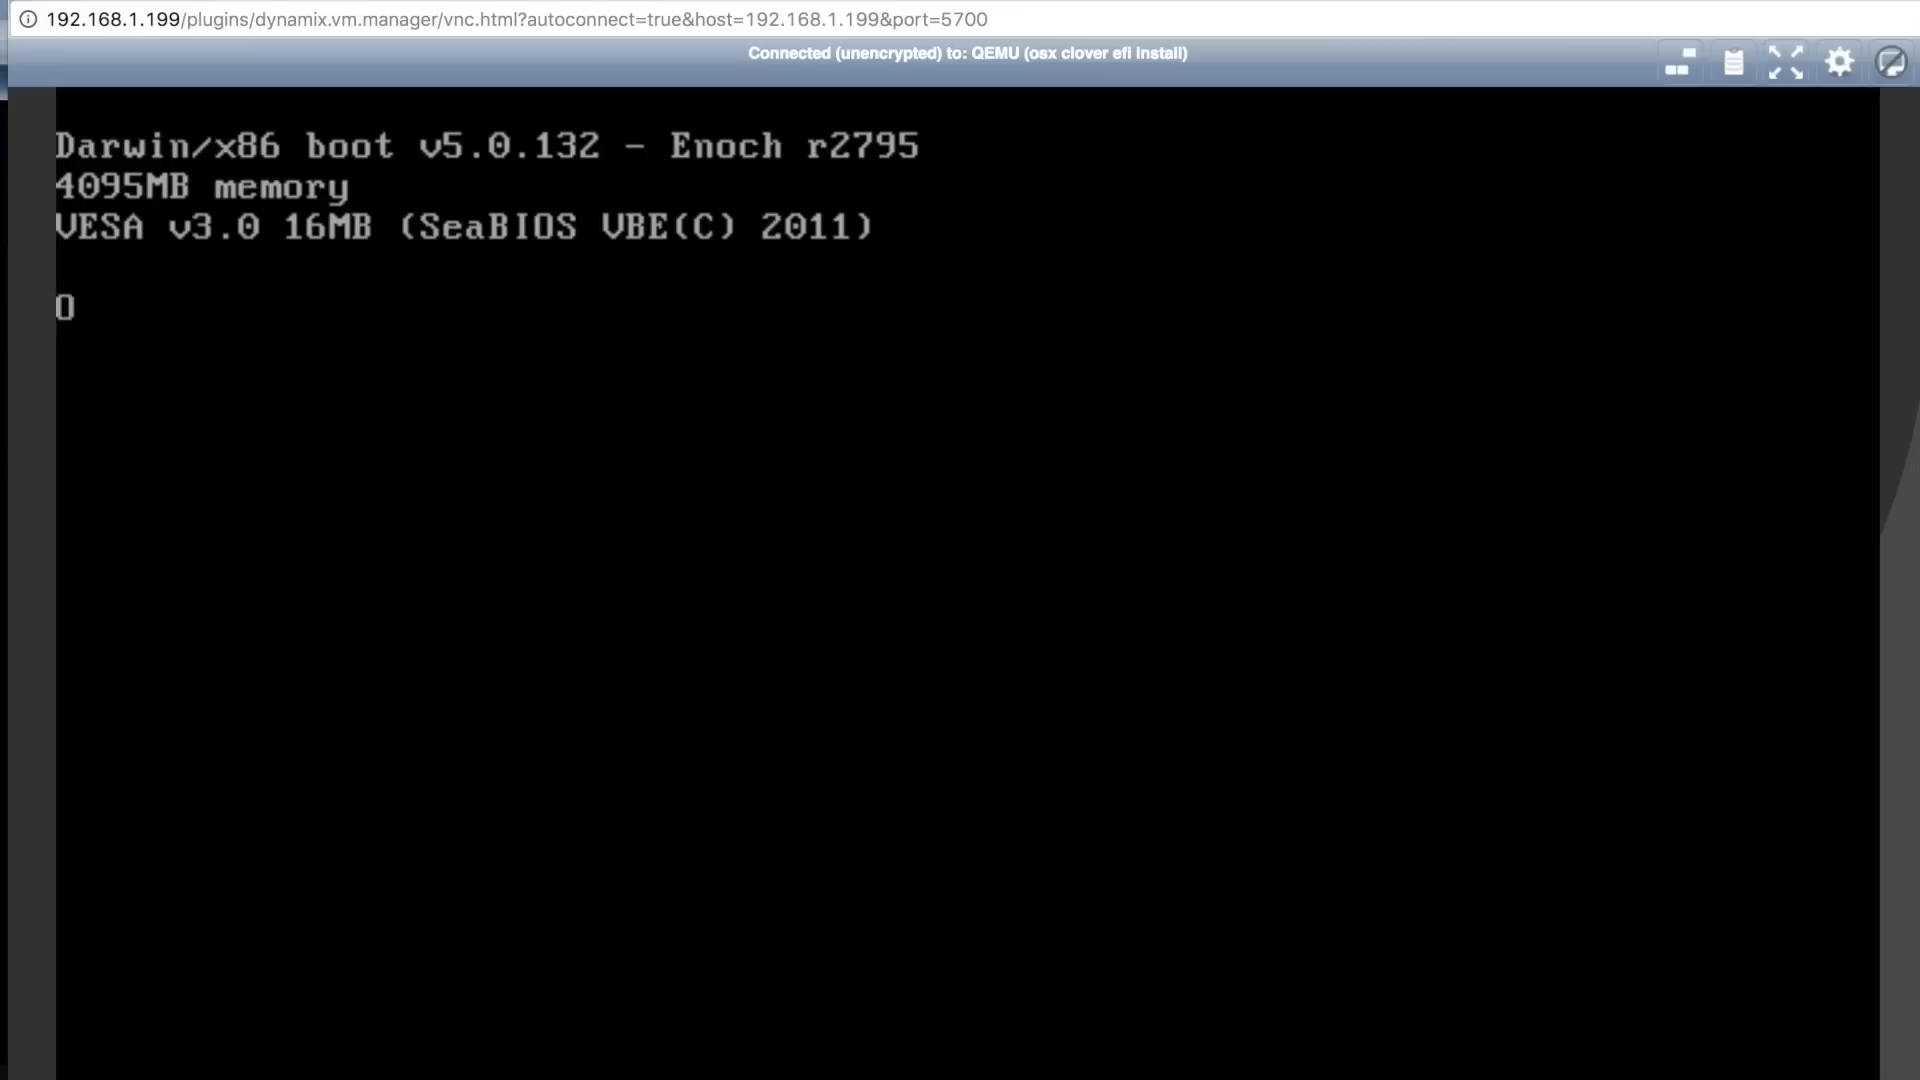 192.168.1.199/plugins/dynamix.vm.manager/vnc.html?autoconnect=true&host=192.168.1.199&port=5700
Connected (unencrypted) to: QEMU (osx clover efi install)
Darwin/x86 boot v5.0.132 - Enoch r2795
4095MB memory
VESA v3.0 16MB (SeaBIOS VBE(C) 2011)
0